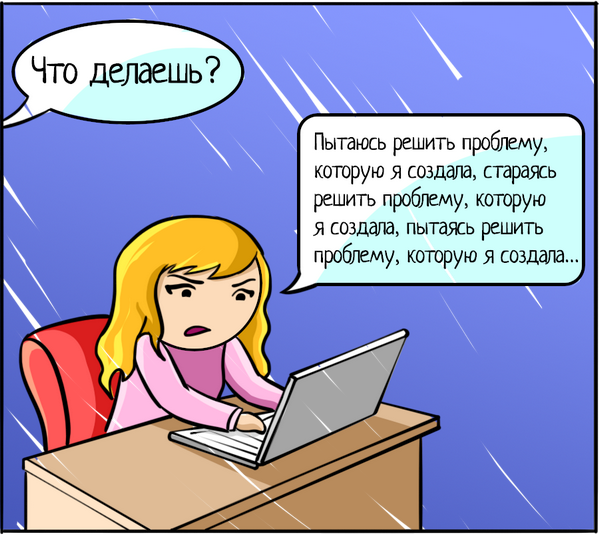 Что делаешь?
Пытаюсь решить проблему,
которую я создала, стараясь
решить проблему, которую
я создала, пытаясь решить
проблему, которую я создала...